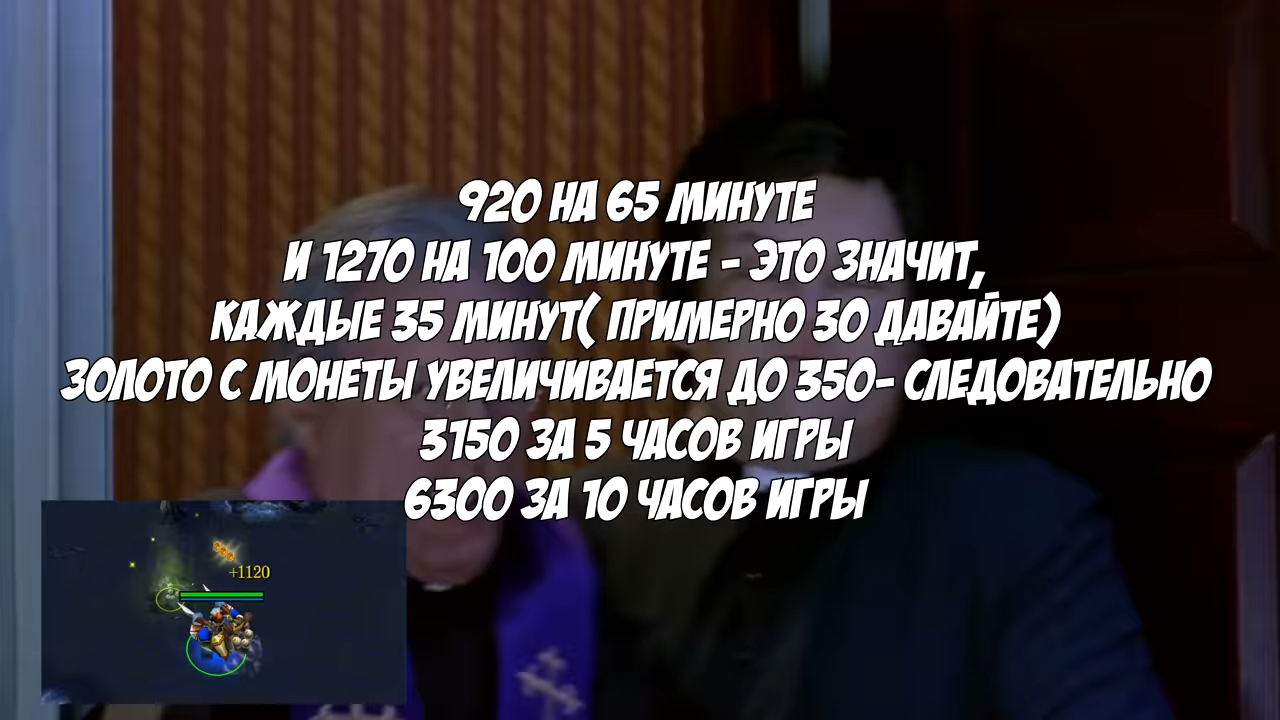 920 НА 65 МИНУТЕ
И 1270 НА 100 МИНУТЕ - ЭТО ЗНАЧИТ,
КАЖДЫЕ 35 МИНУТ( ПРИМЕРНО 30 ДАВАЙТЕ)
ЗОЛОТО С МОНЕТЫ УВЕЛИЧИВАЕТСЯ ДО 350- СЛЕДОВАТЕЛЬНО
3150 ЗА 5 ЧАСОВ ИГРЫ
6300 ЗА 10 ЧАСОВ ИГРЫ
+1120